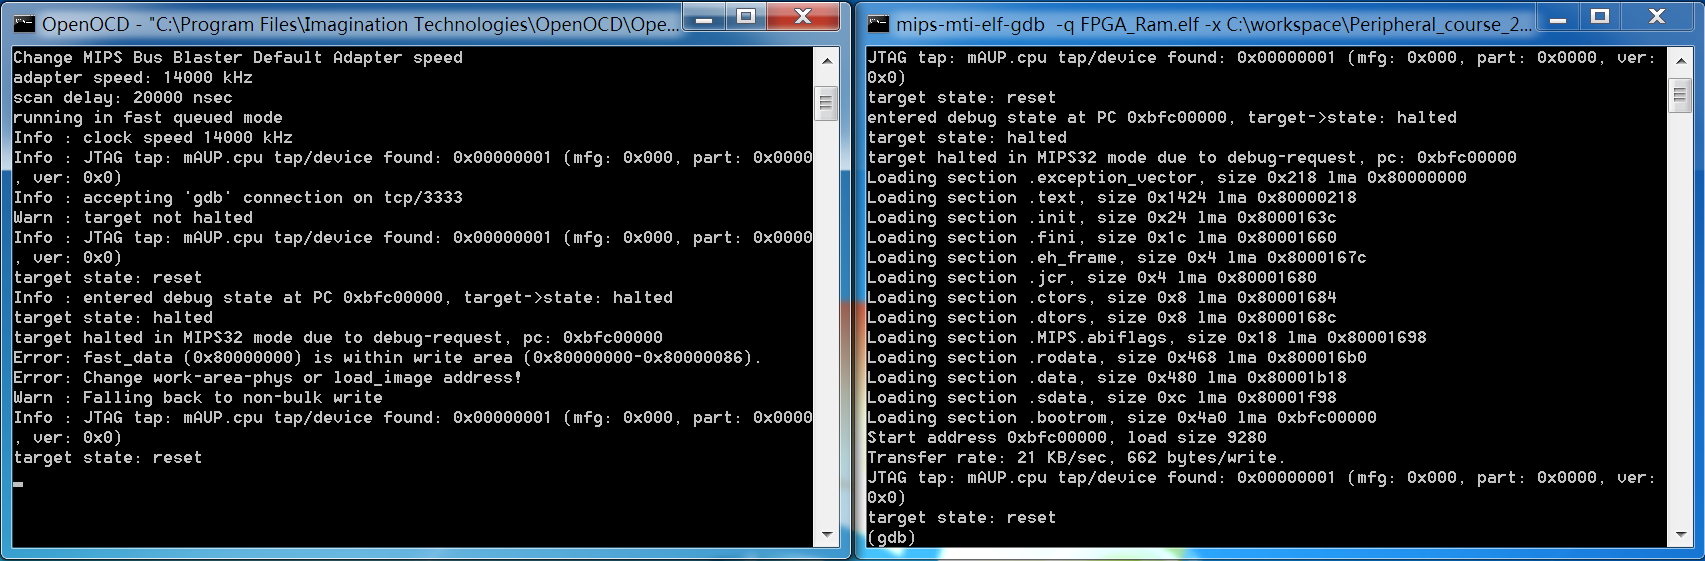 OpenOCD - "C:\Program Files\Imagination Technologies\OpenOCD\Ope...
Change MIPS Bus Blaster Default Adapter speed
adapter speed: 14000 kHz
scan delay: 20000 nsec
running in fast queued mode
Info : clock speed 14000 kHz
Info : JTAG tap: mAUP.cpu tap/device found: 0x00000001 (mfg: 0x000, part: 0x0000
, ver: 0x0)
Info : accepting 'gdb' connection on tcp/3333
Warn : target not halted
Info : JTAG tap: mAUP.cpu tap/device found: 0x00000001 (mfg: 0x000, part: 0x0000
, ver: 0x0)
target state: reset
Info : entered debug state at PC 0xbfc00000, target->state: halted
target state: halted
target halted in MIPS32 mode due to debug-request, pc: 0xbfc00000
Error: fast_data (0x80000000) is within write area (0x80000000-0x80000086).
Error: Change work-area-phys or load_image address!
Warn : Falling back to non-bulk write
Info : JTAG tap: mAUP.cpu tap/device found: 0x00000001 (mfg: 0x000, part: 0x0000
, ver: 0x0)
target state: reset
mips-mti-elf-gdb -q FPGA_Ram.elf -x C:\workspace\Peripheral_course_2...
JTAG tap: mAUP.cpu tap/device found: 0x00000001 (mfg: 0x000, part: 0x0000, ver:
0x0)
target state: reset
entered debug state at PC 0xbfc00000, target->state: halted
target state: halted
target halted in MIPS32 mode due to debug-request, pc: 0xbfc00000
Loading section .exception_vector, size 0x218 lma 0x80000000
Loading section .text, size 0x1424 lma 0x80000218
Loading section .init, size 0x24 lma 0x8000163c
Loading section .fini, size 0x1c lma 0x80001660
Loading section .eh_frame, size 0x4 lma 0x8000167c
Loading section .jcr, size 0x4 lma 0x80001680
Loading section .ctors, size 0x8 lma 0x80001684
Loading section .dtors, size 0x8 lma 0x8000168c
Loading section .MIPS.abiflags, size 0x18 lma 0x80001698
Loading section .rodata, size 0x468 lma 0x800016b0
Loading section .data, size 0x480 lma 0x80001b18
Loading section .sdata, size 0xc lma 0x80001f98
Loading section .bootrom, size 0x4a0 lma 0xbfc00000
Start address 0xbfc00000, load size 9280
Transfer rate: 21 KB/sec, 662 bytes/write.
JTAG tap: mAUP.cpu tap/device found: 0x00000001 (mfg: 0x000, part: 0x0000, ver:
0x0)
target state: reset
(gdb)